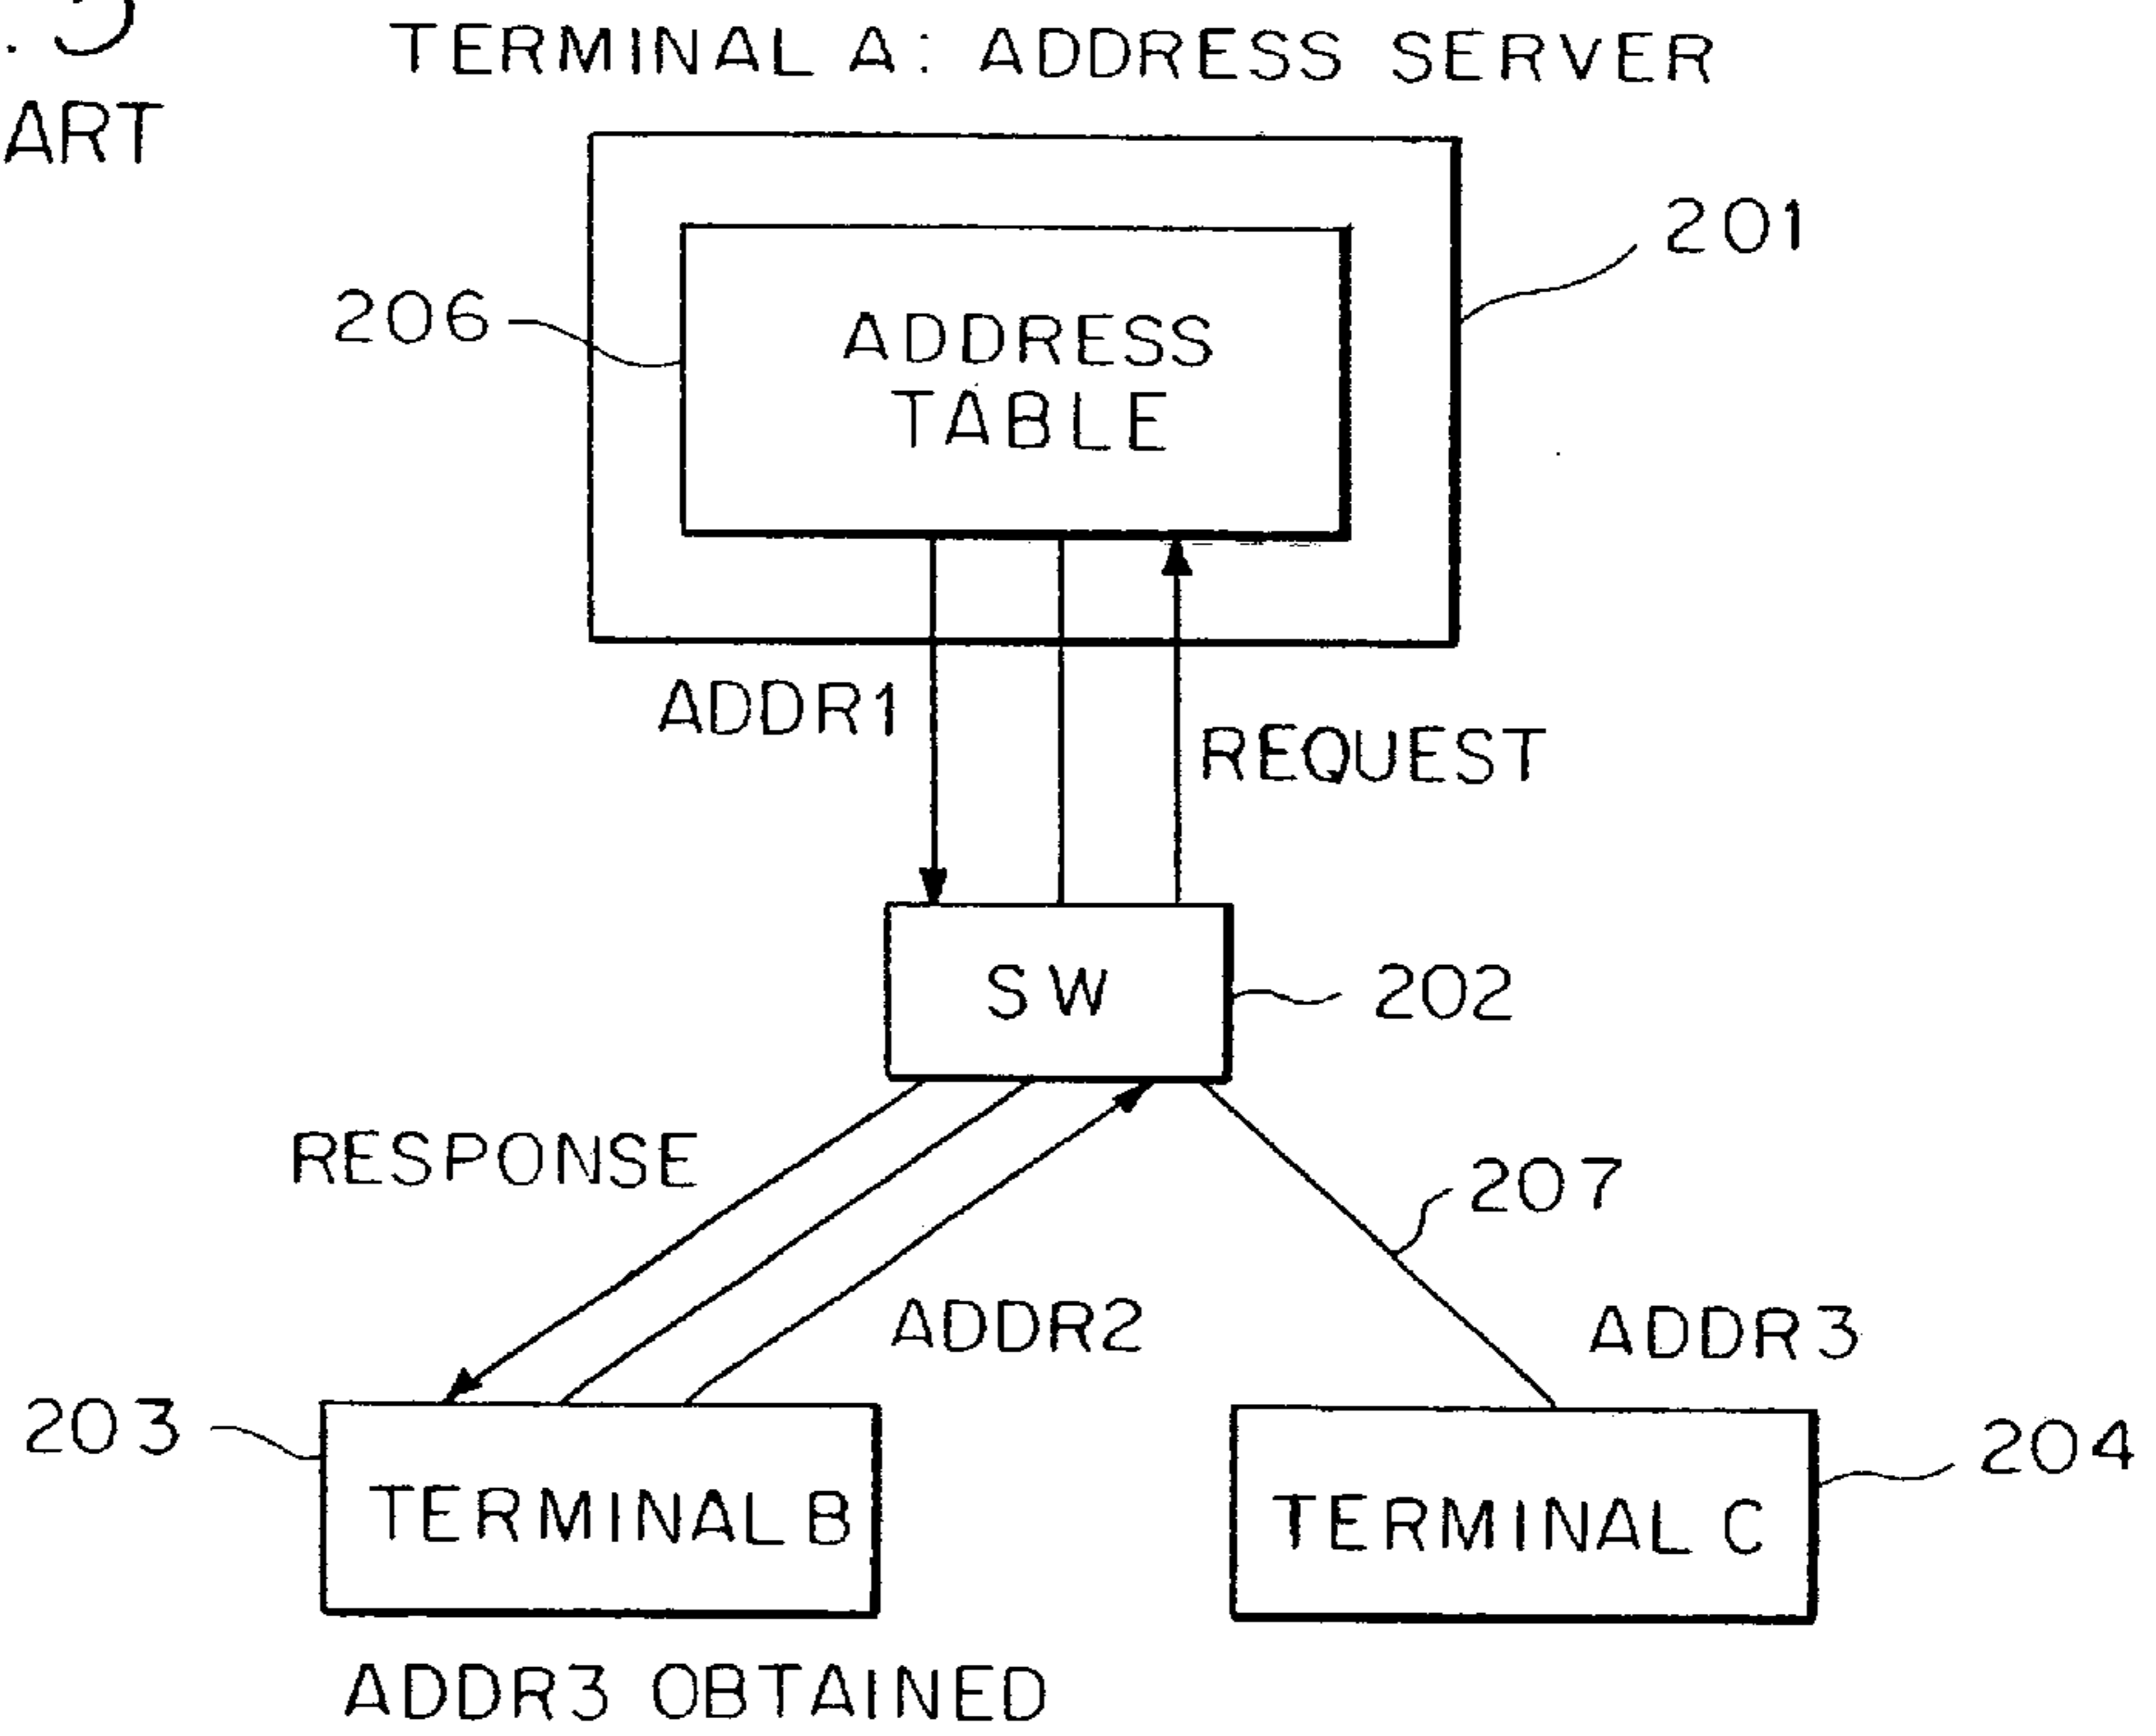 TERMINAL A: ADDRESS SERVER
ART
201
206
ADDRESS
TABLE
ADDR1
REQUEST
SW
202
RESPONSE
207
ADDR2
ADDR3
203
204
TERMINAL B
TERMINAL C
ADDR3 OBTAINED